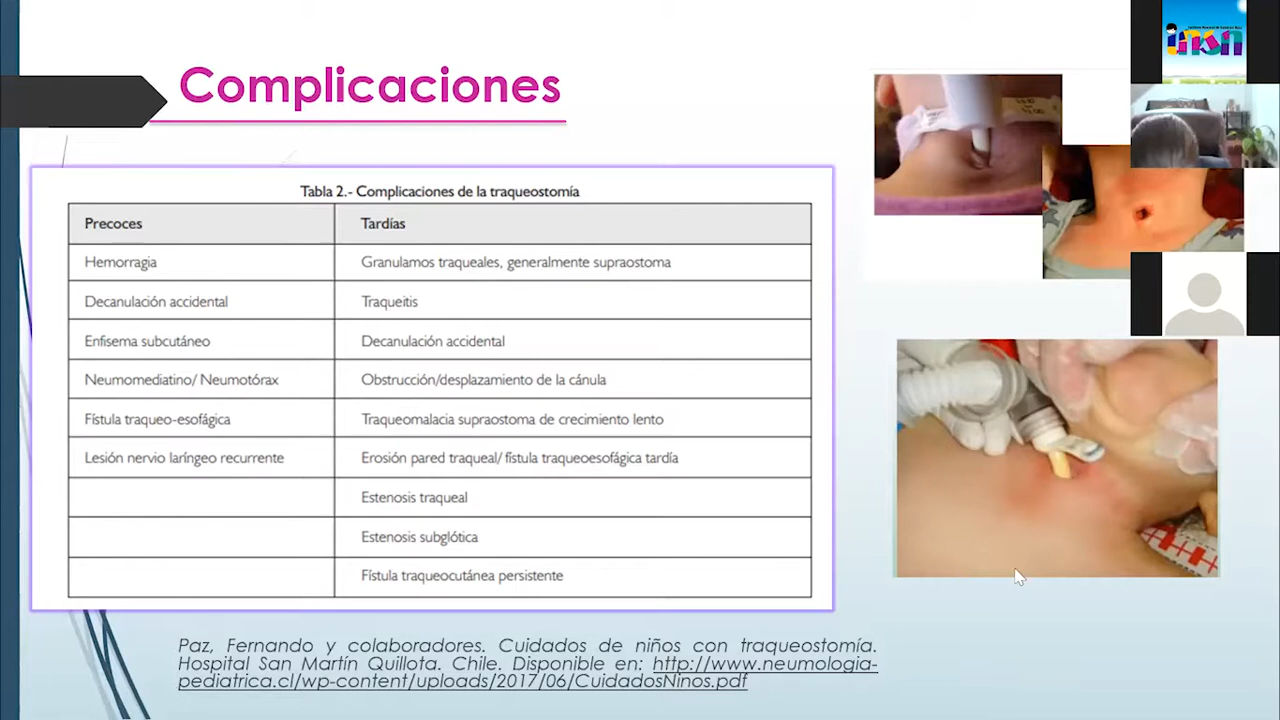 Complicaciones
Tabla 2.- Complicaciones de la traqueostomía
Precoces Tardías
Hemorragia Granulamos traqueales, generalmente supraostoma
Decanulación accidental Traqueitis
Enfisema subcutáneo Decanulación accidental
Neumomediatino/ Neumotórax Obstrucción/desplazamiento de la cánula
Fístula traqueo-esofágica Traqueomalacia supraostoma de crecimiento lento
Lesión nervio laríngeo recurrente Erosión pared traqueal/ fístula traqueoesofágica tardía
Estenosis traqueal
Estenosis subglótica
Fístula traqueocutánea persistente
Paz, Fernando y colaboradores. Cuidados de niños con traqueostomía.
Hospital San Martín Quillota. Chile. Disponible en: http://www.neumologia-
pediatrica.cl/wp-content/uploads/2017/06/CuidadosNinos.pdf
insn